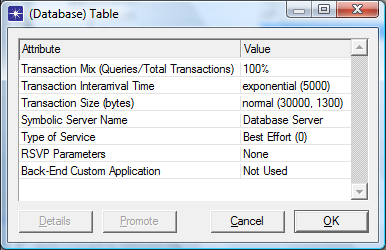 (Database) Table
Attribute Value
Transaction Mix (Queries/Total Transactions) 100%
Transaction Interarrival Time exponential (5000)
Transaction Size (bytes) normal (30000, 1300)
Symbolic Server Name Database Server
Type of Service Best Effort (0)
RSVP Parameters None
Back-End Custom Application Not Used
Details Promote Cancel OK